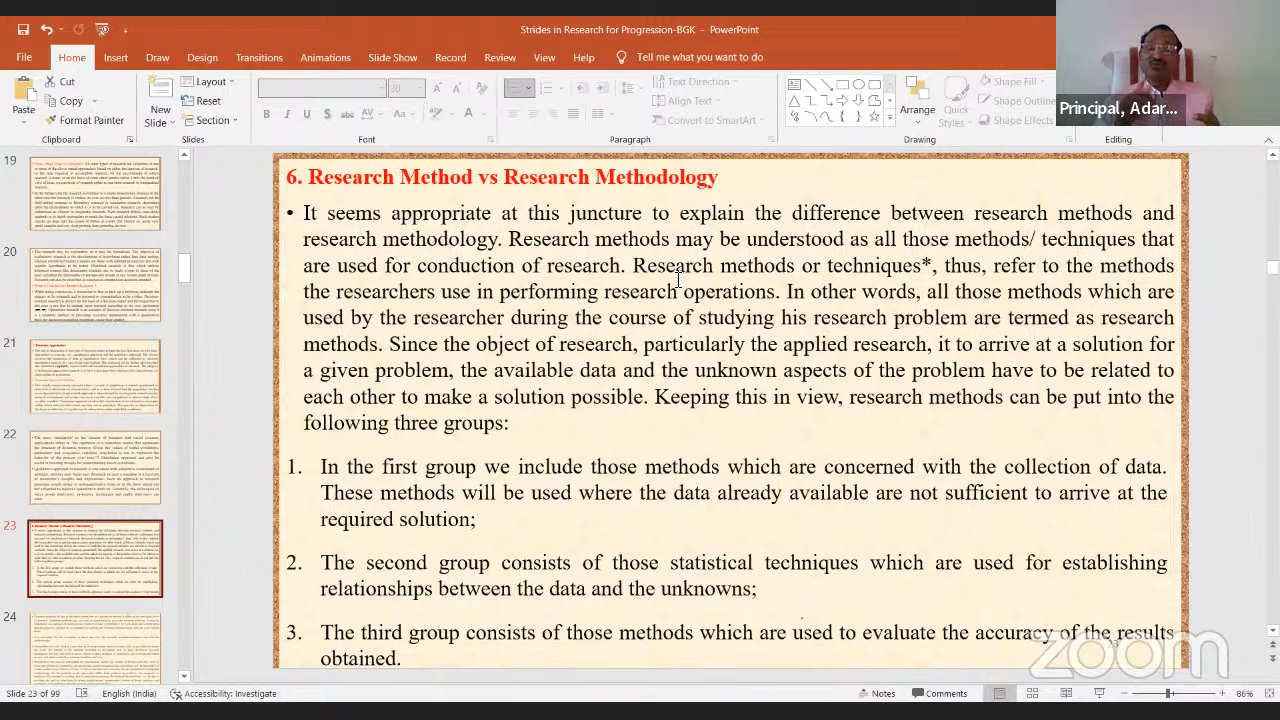 Strides in Research for Progression-BGK - PowerPoint
File Home Insert Draw Design Transitions Animations Slide Show Record Review View Help Tell me what you want to do
Cut
Copy
Format Painter
Paste
Clipboard
New
Slide
Layout
Reset
Section
Slides
30
Font
Text Direction
Align Text
Convert to SmartArt
Paragraph
Arrange
Quick
Styles
Shape Fill
Shape Outline
Shape Effects
Editing
Principal, Adar...
19
20
21
22
23
24
6. Research Method vs Research Methodology
• It seems appropriate at this juncture to explain the difference between research methods and
research methodology. Research methods may be understood as all those methods/ techniques that
are used for conduction of research. Research methods or techniques*, thus, refer to the methods
the researchers use in performing research operations. In other words, all those methods which are
used by the researcher during the course of studying his research problem are termed as research
methods. Since the object of research, particularly the applied research, it to arrive at a solution for
a given problem, the available data and the unknown aspects of the problem have to be related to
each other to make a solution possible. Keeping this in view, research methods can be put into the
following three groups:
1. In the first group we include those methods which are concerned with the collection of data.
These methods will be used where the data already available are not sufficient to arrive at the
required solution;
2. The second group consists of those statistical techniques which are used for establishing
relationships between the data and the unknowns;
3. The third group consists of those methods which are used to evaluate the accuracy of the results
obtained.
23
zoom
English (India) Accessibility: Investigate
Notes Comments 86%